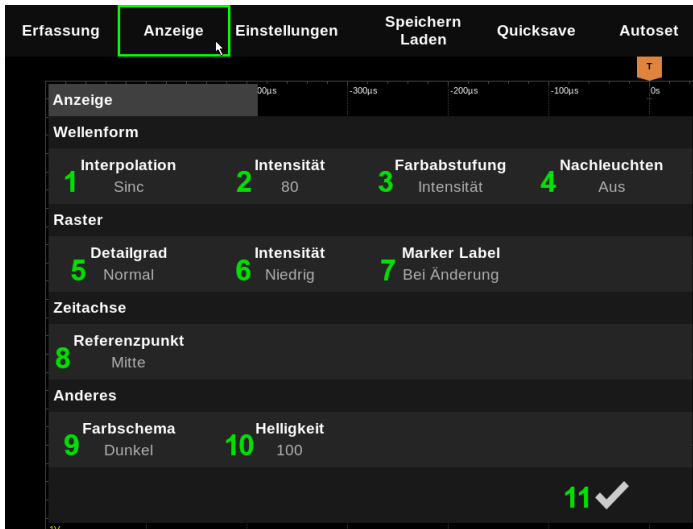 Erfassung Anzeige Einstellungen Speichern Laden Quicksave Autoset
T
-300µs -200µs -100µs 0s
Anzeige
Wellenform
Interpolation Intensität Farbabstufung Nachleuchten
1 Sinc 2 80 3 Intensität 4 Aus
Raster
Detailgrad Intensität Marker Label
5 Normal 6 Niedrig 7 Bei Änderung
Zeitachse
Referenzpunkt
8 Mitte
Anderes
Farbschema Helligkeit
9 Dunkel 10 100
11